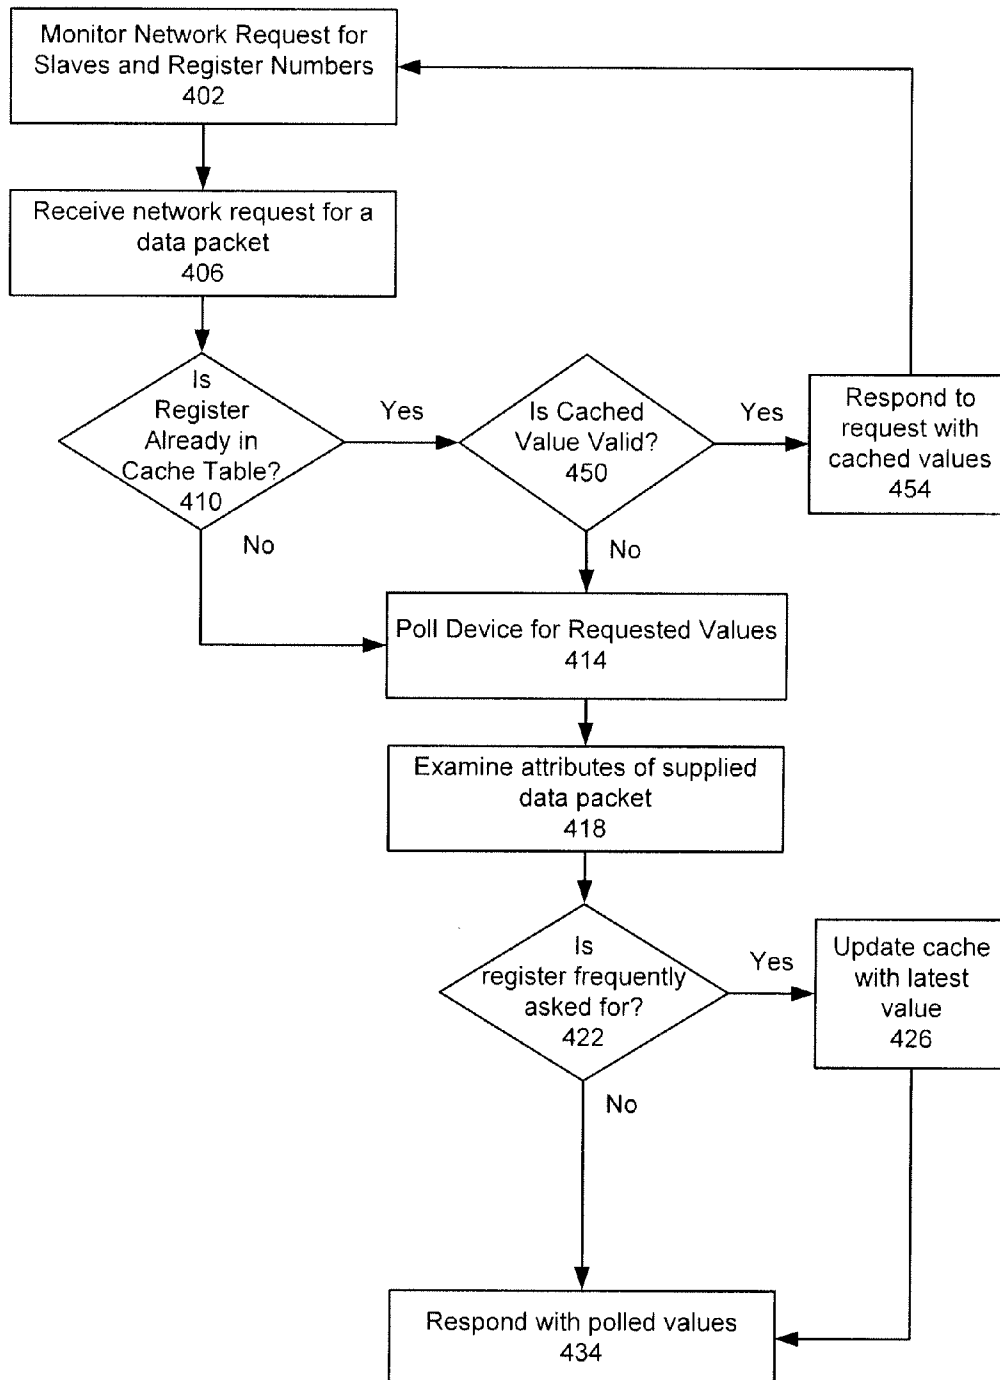 Monitor Network Request for
Slaves and Register Numbers
402
Receive network request for a
data packet
406
Is
Register
Already in
Cache Table?
410
Yes
No
Is Cached
Value Valid?
450
Yes
No
Respond to
request with
cached values
454
Poll Device for Requested Values
414
Examine attributes of supplied
data packet
418
Is
register frequently
asked for?
422
Yes
No
Update cache
with latest
value
426
Respond with polled values
434